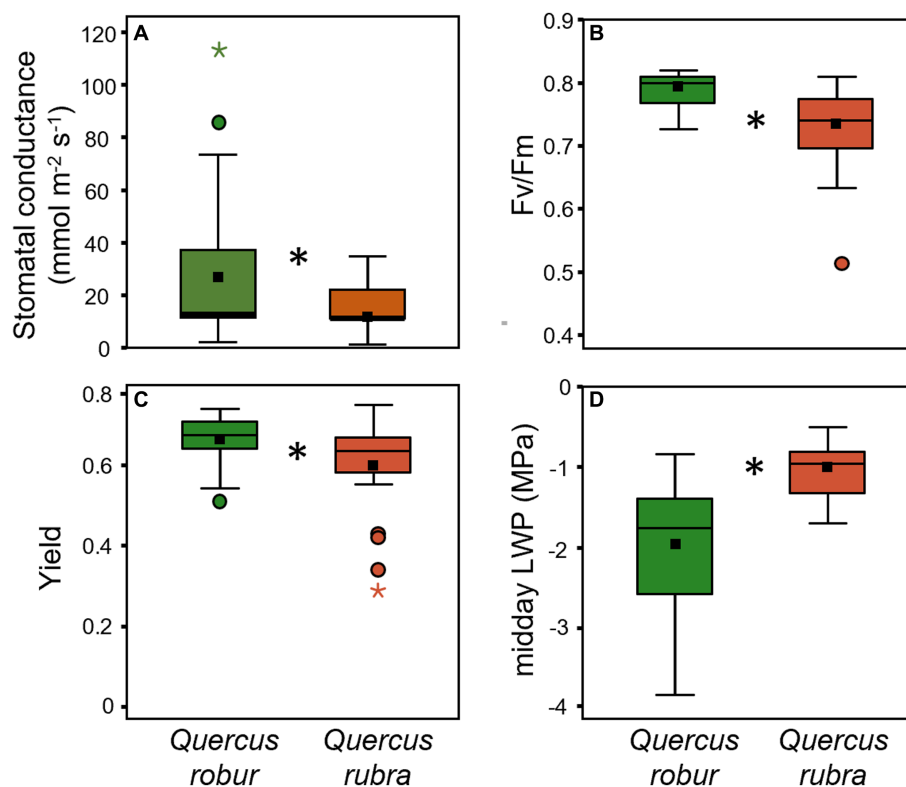 A
Stomatal conductance
(mmol m⁻² s⁻¹)
120
100
80
60
40
20
0
*
B
Fv/Fm
0.9
0.8
0.7
0.6
0.5
0.4
*
C
Yield
0.8
0.6
0.4
0.2
0
*
Quercus
robur
Quercus
rubra
D
midday LWP (MPa)
0
-1
-2
-3
-4
*
Quercus
robur
Quercus
rubra